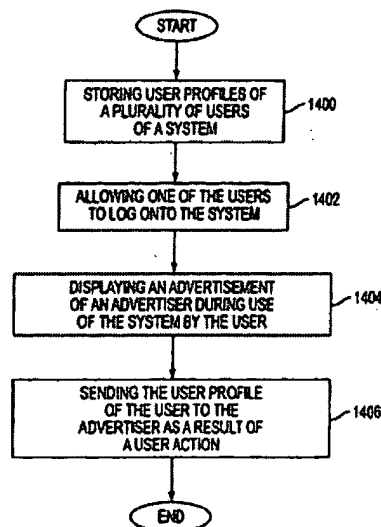 START
STORING USER PROFILES OF
A PLURALITY OF USERS
OF A SYSTEM
1400
ALLOWING ONE OF THE USERS
TO LOG ONTO THE SYSTEM
1402
DISPLAYING AN ADVERTISEMENT
OF AN ADVERTISER DURING USE
OF THE SYSTEM BY THE USER
1404
SENDING THE USER PROFILE
OF THE USER TO THE
ADVERTISER AS A RESULT OF
A USER ACTION
1406
END